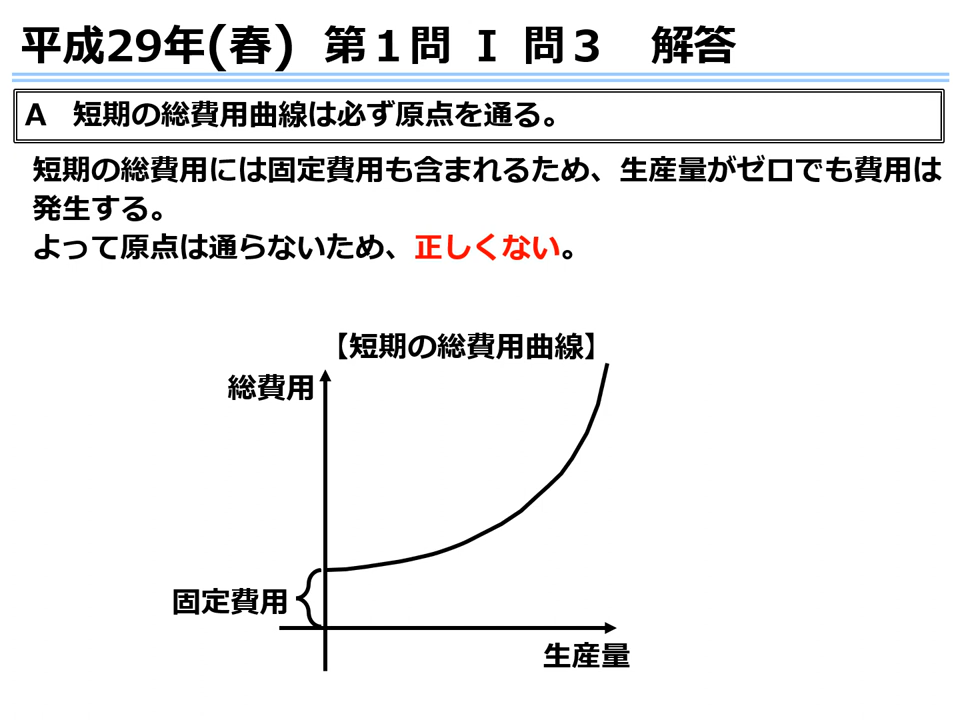 平成29年(春) 第１問 Ⅰ 問３　解答
A　短期の総費用曲線は必ず原点を通る。
短期の総費用には固定費用も含まれるため、生産量がゼロでも費用は
発生する。
よって原点は通らないため、正しくない。
【短期の総費用曲線】
総費用
固定費用
生産量